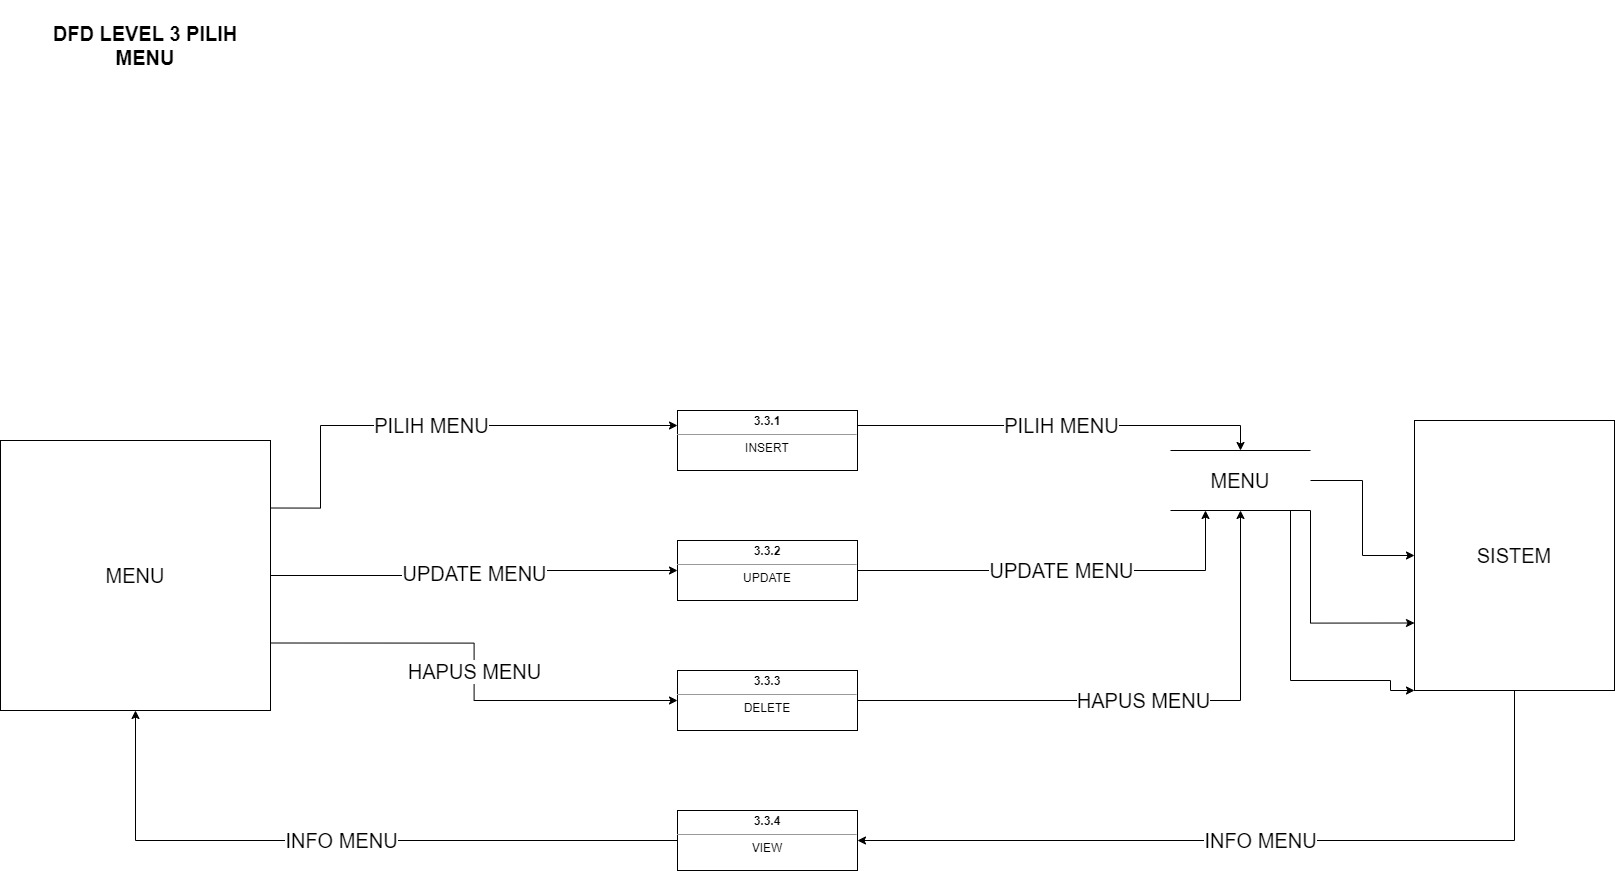 DFD LEVEL 3 PILIH
MENU
PILIH MENU
3.3.1
INSERT
PILIH MENU
MENU
MENU
UPDATE MENU
3.3.2
UPDATE
UPDATE MENU
SISTEM
HAPUS MENU
3.3.3
DELETE
HAPUS MENU
INFO MENU
3.3.4
VIEW
INFO MENU